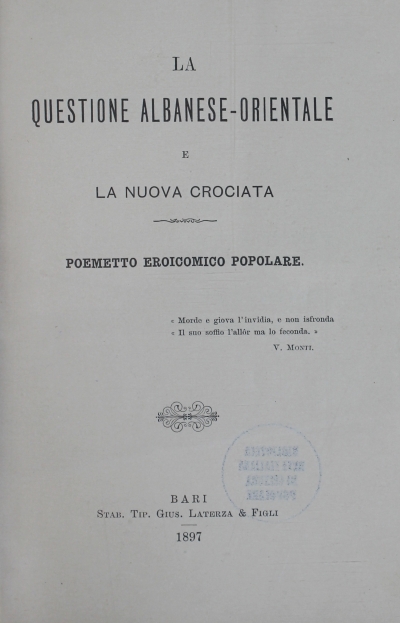 LA
QUESTIONE ALBANESE-ORIENTALE
E
LA NUOVA CROCIATA
POEMETTO EROICOMICO POPOLARE.
« Morde e giova l'invidia, e non isfronda
« Il suo soffio l'allôr ma lo feconda. »
V. MONTI.
BARI
STAB. TIP. GIUS. LATERZA & FIGLI
1897